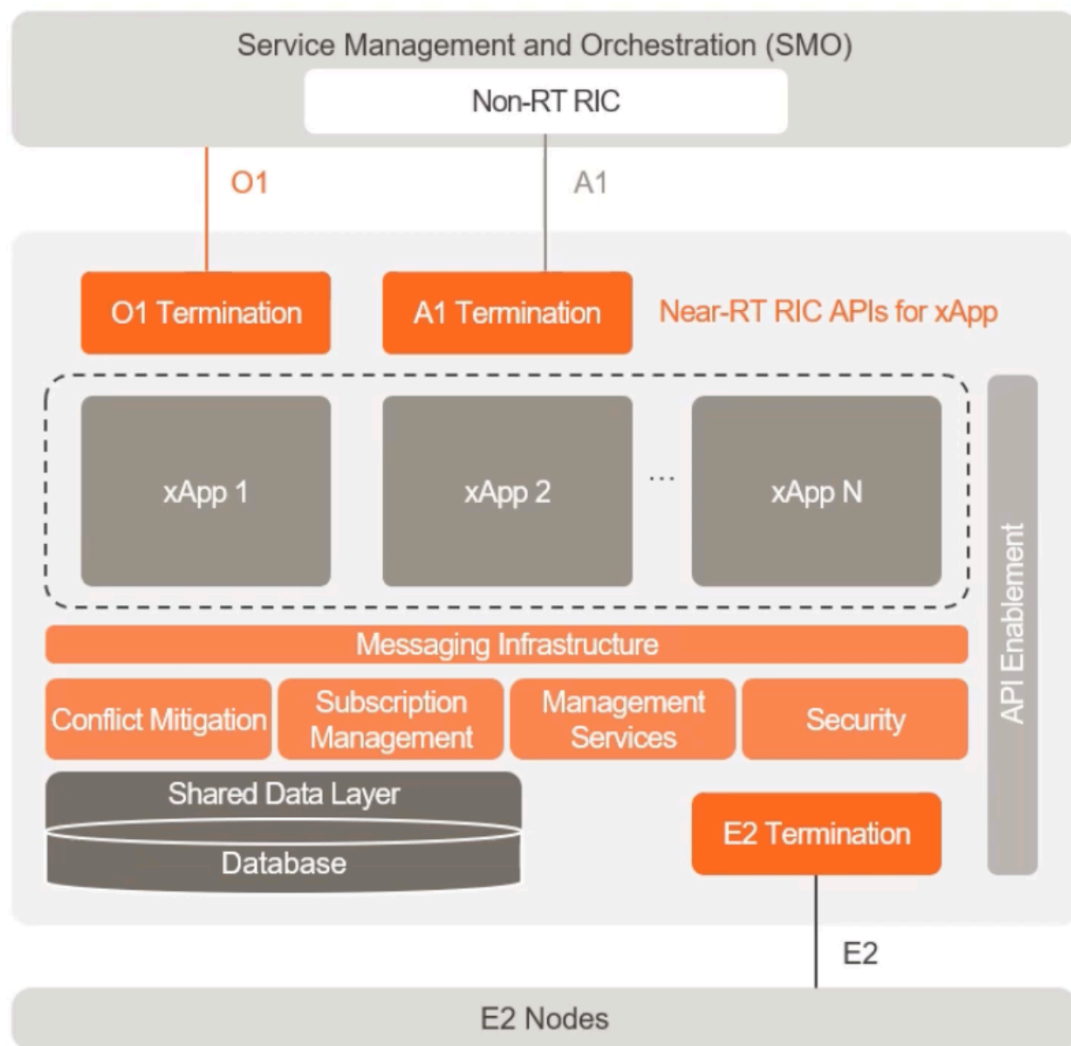 Service Management and Orchestration (SMO)
Non-RT RIC
O1
A1
O1 Termination
A1 Termination
Near-RT RIC APIs for xApp
xApp 1
xApp 2
...
xApp N
API Enablement
Messaging Infrastructure
Conflict Mitigation
Subscription
Management
Management
Services
Security
Shared Data Layer
Database
E2 Termination
E2
E2 Nodes